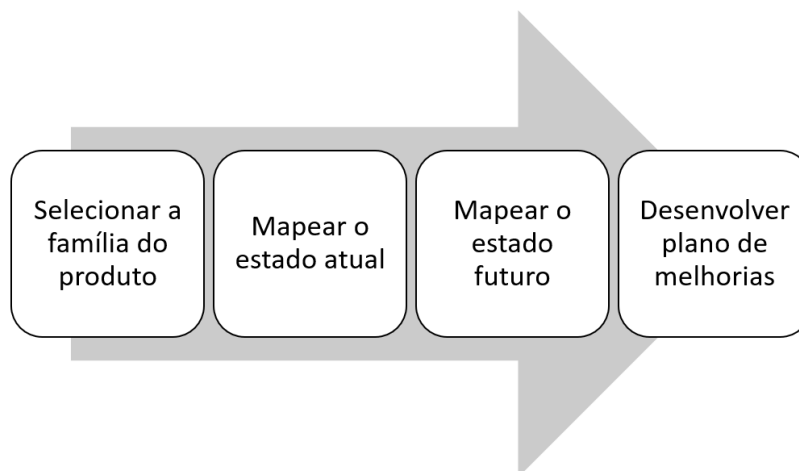 Selecionar a
família do
produto
Mapear o
estado atual
Mapear o
estado
futuro
Desenvolver
plano de
melhorias